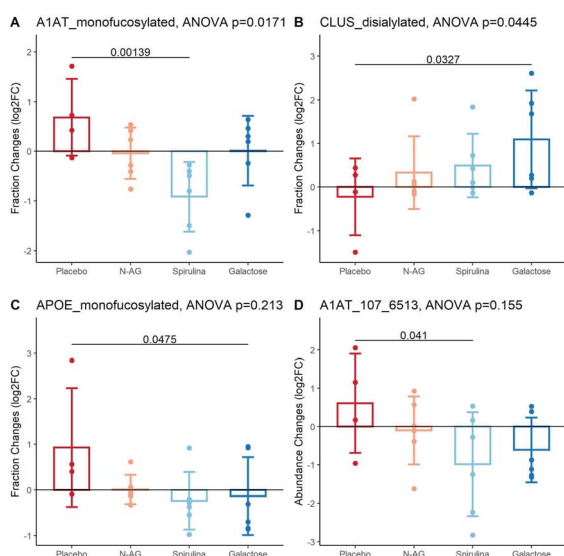 A A1AT_monofucosylated, ANOVA p=0.0171
0.00139
2
1
0
-1
-2
Fraction Changes (log2FC)
Placebo N-AG Spirulina Galactose
B CLUS_disialylated, ANOVA p=0.0445
0.0327
3
2
1
0
-1
Fraction Changes (log2FC)
Placebo N-AG Spirulina Galactose
C APOE_monofucosylated, ANOVA p=0.213
0.0475
3
2
1
0
-1
Fraction Changes (log2FC)
Placebo N-AG Spirulina Galactose
D A1AT_107_6513, ANOVA p=0.155
0.041
2
1
0
-1
-2
-3
Abundance Changes (log2FC)
Placebo N-AG Spirulina Galactose